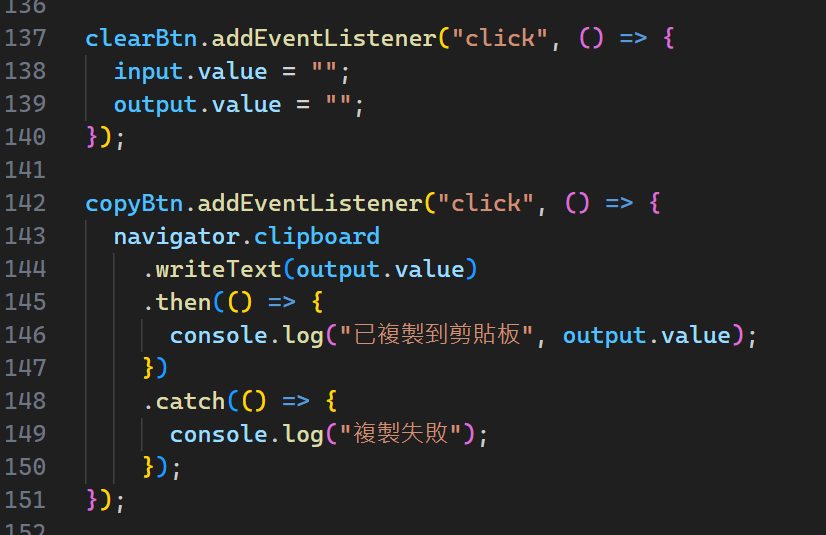 136
137 clearBtn.addEventListener("click", () => {
138 input.value = "";
139 output.value = "";
140 });
141
142 copyBtn.addEventListener("click", () => {
143 navigator.clipboard
144 .writeText(output.value)
145 .then(() => {
146 console.log("已複製到剪貼板", output.value);
147 })
148 .catch(() => {
149 console.log("複製失敗");
150 });
151 });
152